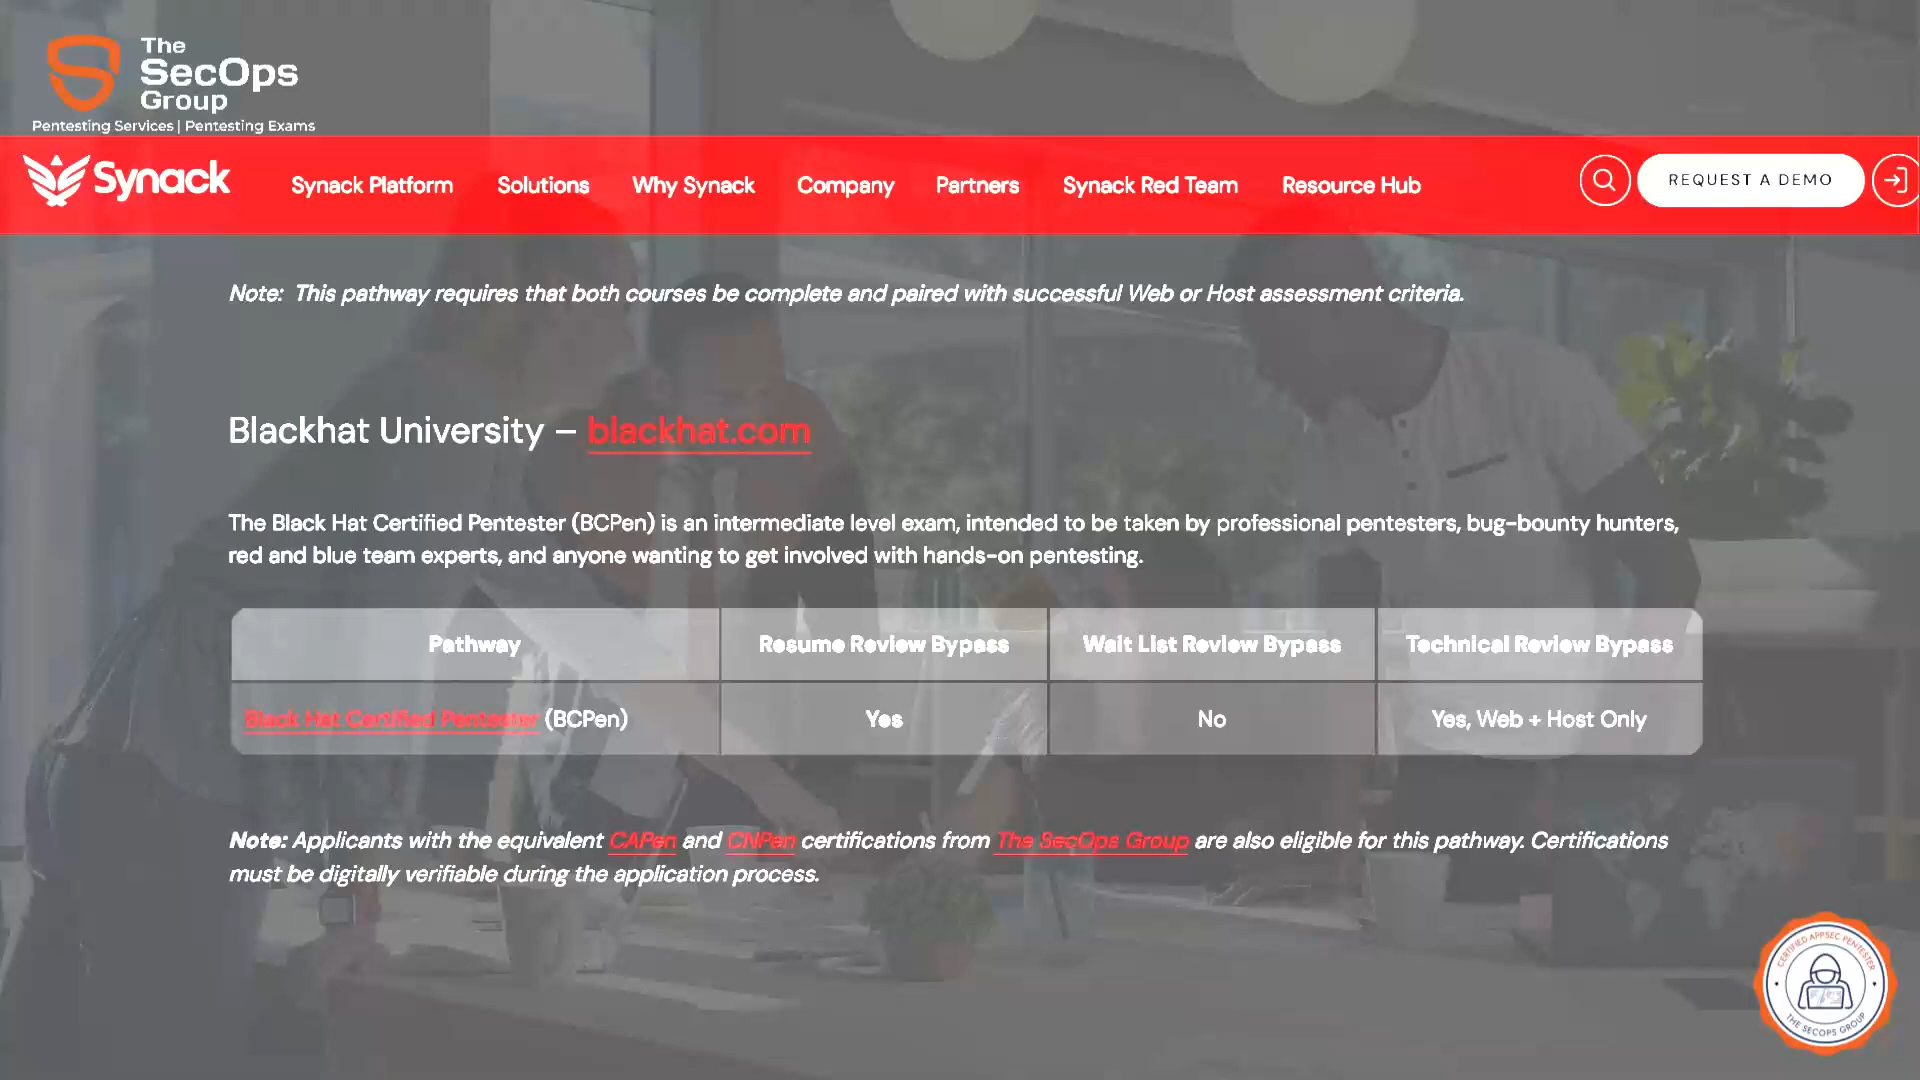 The
SecOps
Group
Pentesting Services | Pentesting Exams
Synack
Synack Platform
Solutions
Why Synack
Company
Partners
Synack Red Team
Resource Hub
REQUEST A DEMO
Note: This pathway requires that both courses be complete and paired with successful Web or Host assessment criteria.
Blackhat University – blackhat.com
The Black Hat Certified Pentester (BCPen) is an intermediate level exam, intended to be taken by professional pentesters, bug-bounty hunters,
red and blue team experts, and anyone wanting to get involved with hands-on pentesting.
Pathway
Resume Review Bypass
Wait List Review Bypass
Technical Review Bypass
Black Hat Certified Pentester (BCPen)
Yes
No
Yes, Web + Host Only
Note: Applicants with the equivalent CAPen and CNPen certifications from The SecOps Group are also eligible for this pathway. Certifications
must be digitally verifiable during the application process.
CERTIFIED APPSEC PENTESTER
THE SECOPS GROUP